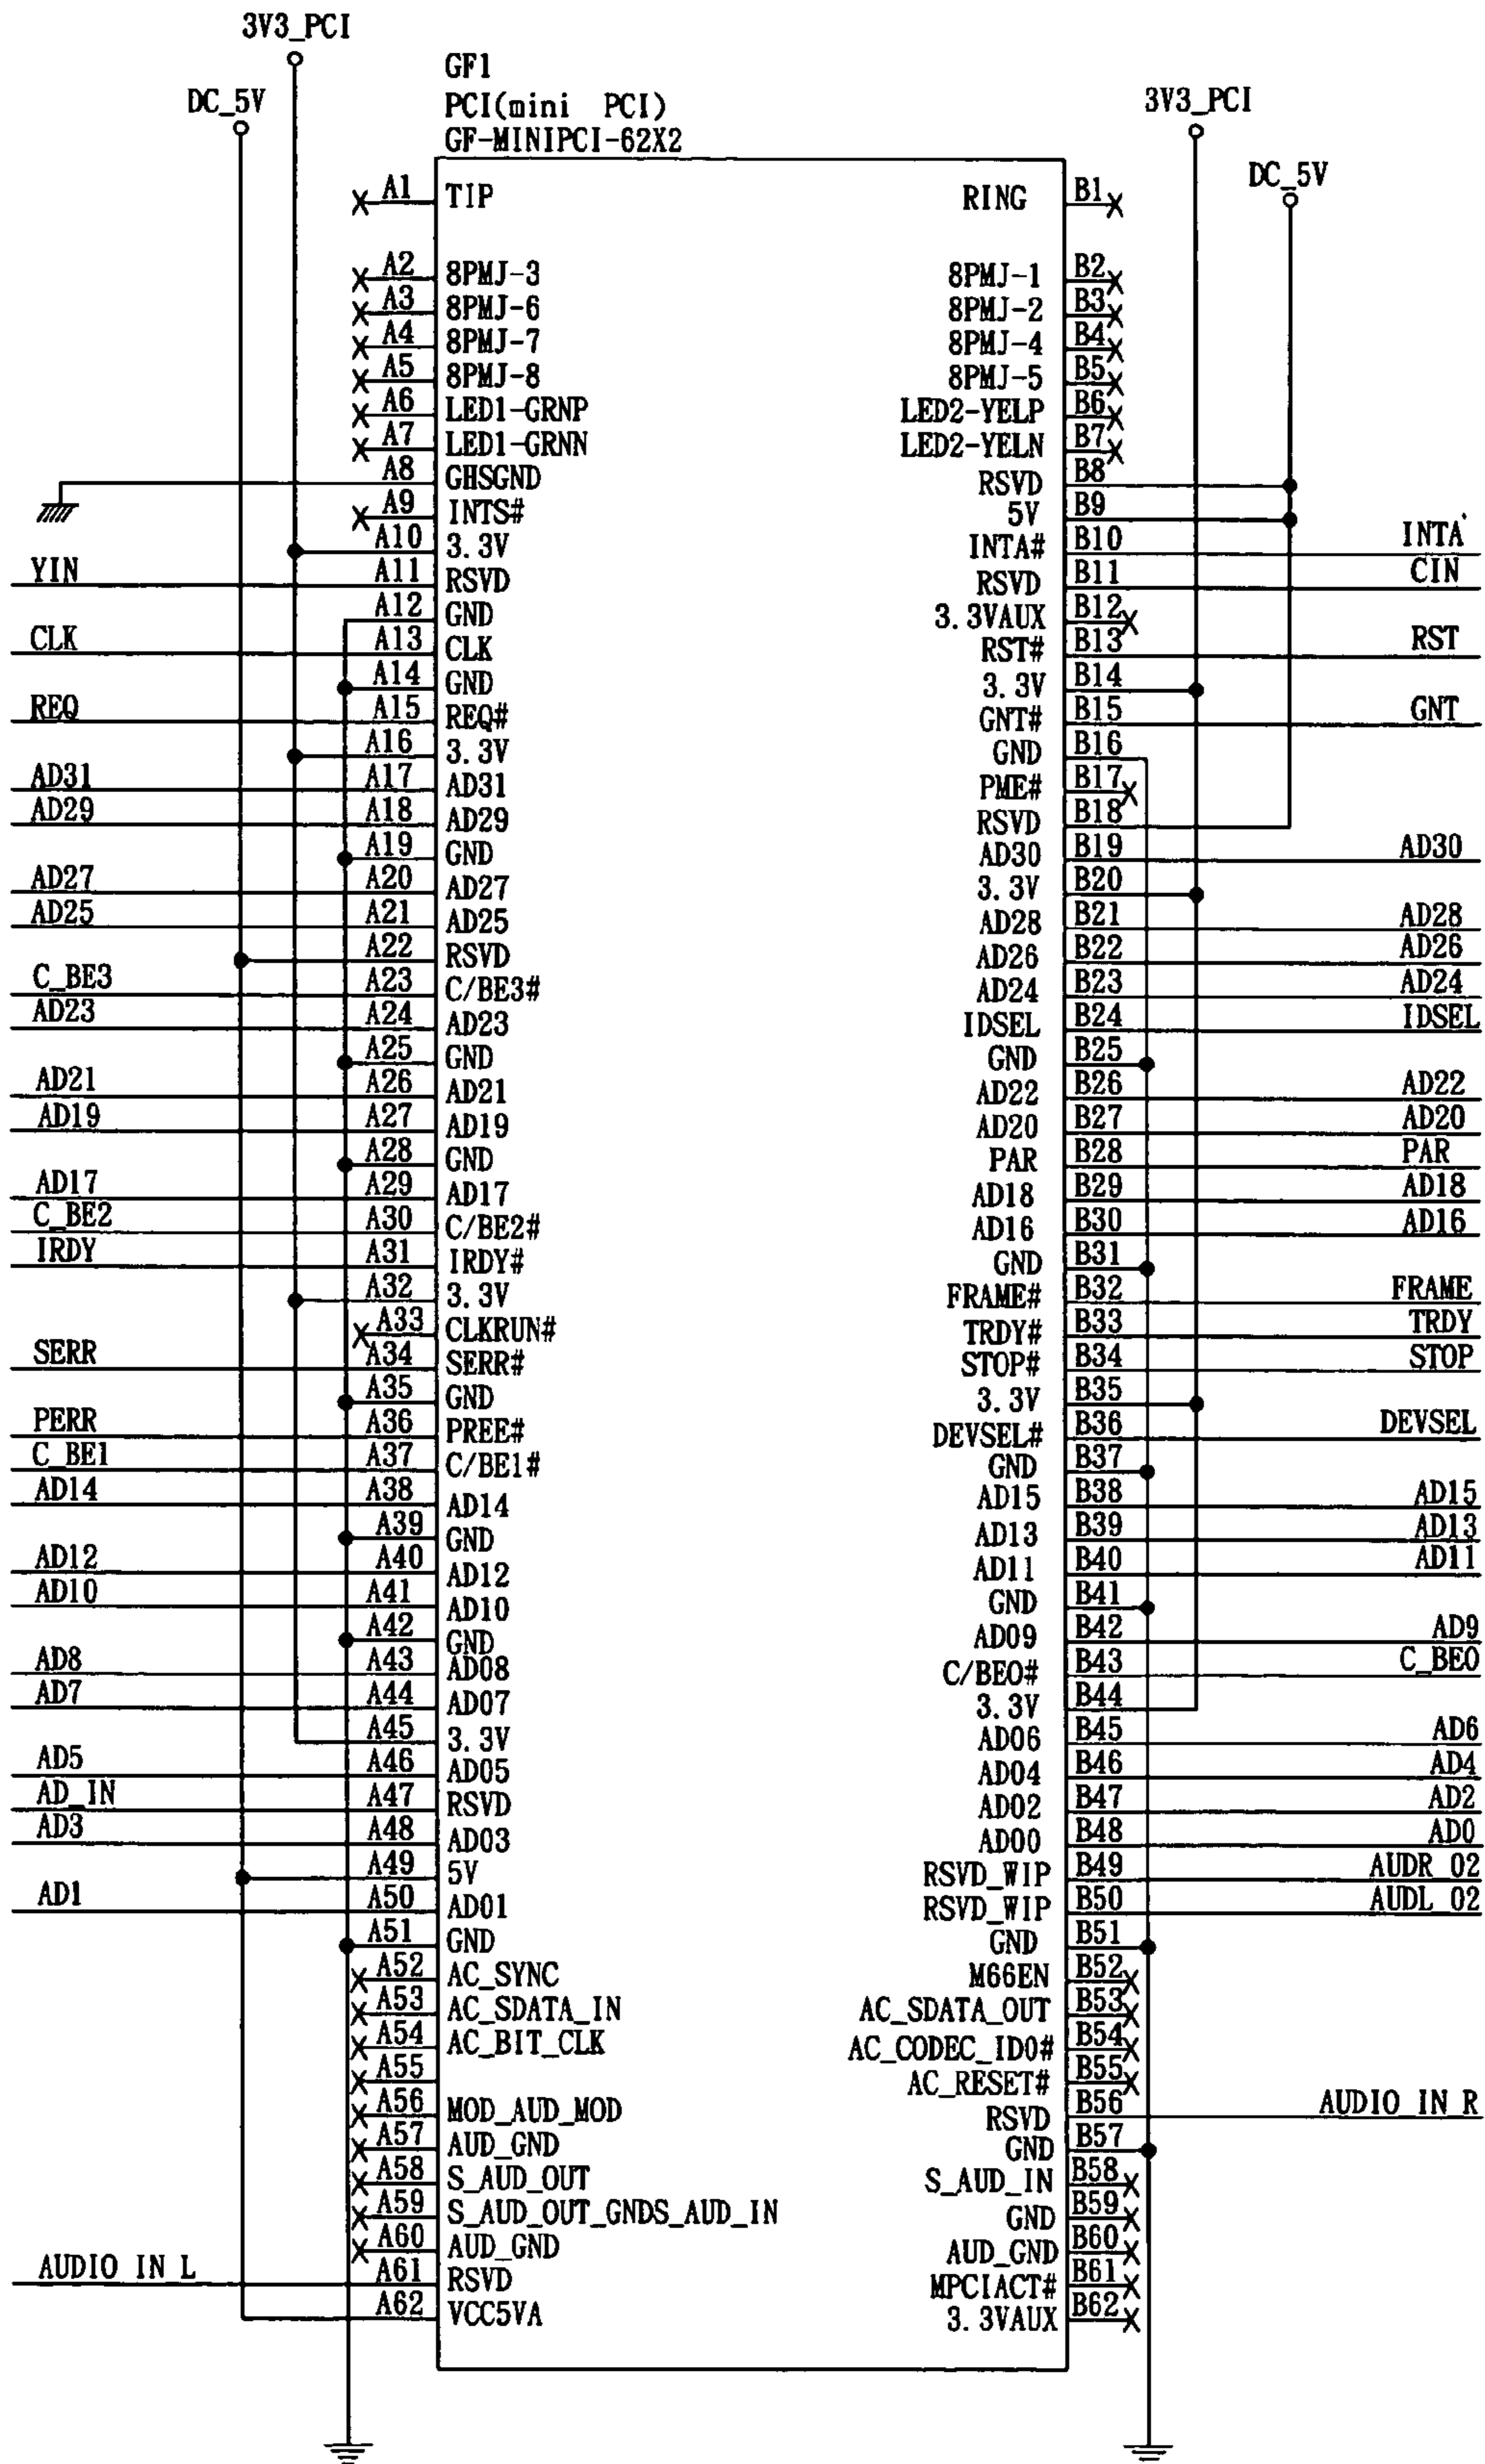 3V3_PCI
DC_5V
GF1
PCI(mini PCI)
GF-MINIPCI-62X2
3V3_PCI
DC_5V
A1 TIP RING B1
A2 8PMJ-3 8PMJ-1 B2
A3 8PMJ-6 8PMJ-2 B3
A4 8PMJ-7 8PMJ-4 B4
A5 8PMJ-8 8PMJ-5 B5
A6 LED1-GRNP LED2-YELP B6
A7 LED1-GRNN LED2-YELN B7
A8 GHSGND RSVD B8
A9 INTS# 5V B9
A10 3.3V INTA# B10 INTA
YIN A11 RSVD RSVD B11 CIN
A12 GND 3.3VAUX B12
CLK A13 CLK RST# B13 RST
A14 GND 3.3V B14
REQ A15 REQ# GNT# B15 GNT
A16 3.3V GND B16
AD31 A17 AD31 PME# B17
AD29 A18 AD29 RSVD B18
A19 GND AD30 B19 AD30
AD27 A20 AD27 3.3V B20
AD25 A21 AD25 AD28 B21 AD28
A22 RSVD AD26 B22 AD26
C_BE3 A23 C/BE3# AD24 B23 AD24
AD23 A24 AD23 IDSEL B24 IDSEL
A25 GND GND B25
AD21 A26 AD21 AD22 B26 AD22
AD19 A27 AD19 AD20 B27 AD20
A28 GND PAR B28 PAR
AD17 A29 AD17 AD18 B29 AD18
C_BE2 A30 C/BE2# AD16 B30 AD16
IRDY A31 IRDY# GND B31
A32 3.3V FRAME# B32 FRAME
A33 CLKRUN# TRDY# B33 TRDY
SERR A34 SERR# STOP# B34 STOP
A35 GND 3.3V B35
PERR A36 PREE# DEVSEL# B36 DEVSEL
C_BE1 A37 C/BE1# GND B37
AD14 A38 AD14 AD15 B38 AD15
A39 GND AD13 B39 AD13
AD12 A40 AD12 AD11 B40 AD11
AD10 A41 AD10 GND B41
A42 GND AD09 B42 AD9
AD8 A43 AD08 C/BE0# B43 C_BE0
AD7 A44 AD07 3.3V B44
A45 3.3V AD06 B45 AD6
AD5 A46 AD05 AD04 B46 AD4
AD_IN A47 RSVD AD02 B47 AD2
AD3 A48 AD03 AD00 B48 AD0
A49 5V RSVD_WIP B49 AUDR_02
AD1 A50 AD01 RSVD_WIP B50 AUDL_02
A51 GND GND B51
A52 AC_SYNC M66EN B52
A53 AC_SDATA_IN AC_SDATA_OUT B53
A54 AC_BIT_CLK AC_CODEC_ID0# B54
A55 AC_RESET# B55
A56 MOD_AUD_MOD RSVD B56 AUDIO_IN_R
A57 AUD_GND GND B57
A58 S_AUD_OUT S_AUD_IN B58
A59 S_AUD_OUT_GNDS_AUD_IN GND B59
A60 AUD_GND AUD_GND B60
AUDIO_IN_L A61 RSVD MPCIACT# B61
A62 VCC5VA 3.3VAUX B62